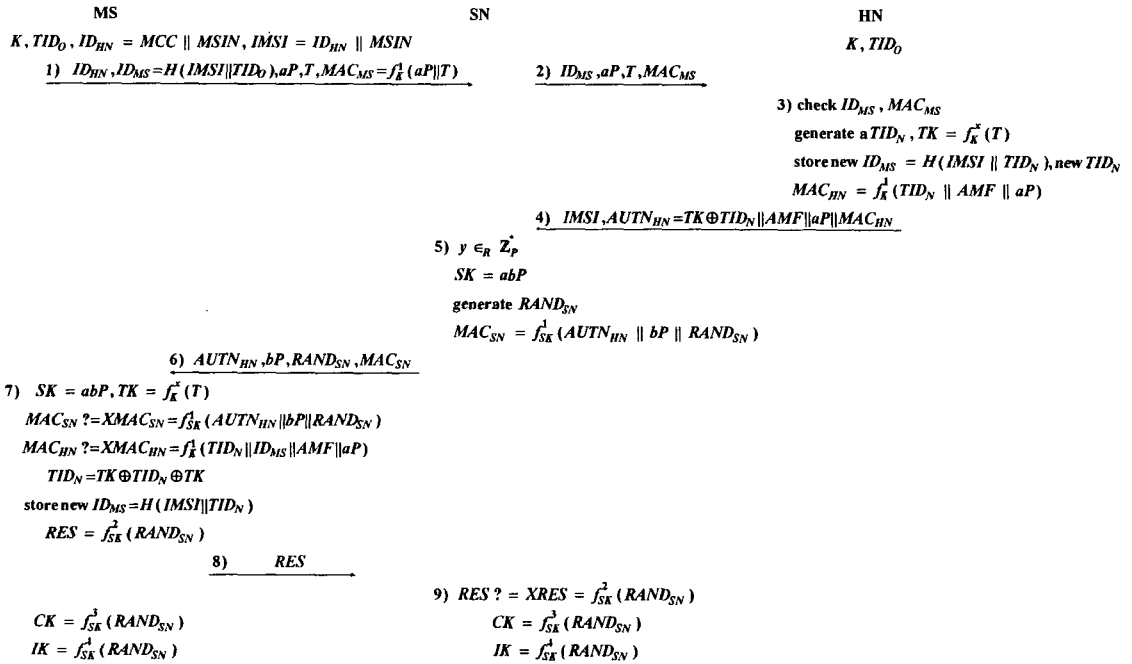 MS SN HN
K, TID_O, ID_HN = MCC || MSIN, IMSI = ID_HN || MSIN K, TID_O
1) ID_HN, ID_MS=H(IMSI||TID_O), aP, T, MAC_MS=f^1_K(aP||T) 2) ID_MS, aP, T, MAC_MS
3) check ID_MS, MAC_MS
generate a TID_N, TK = f^x_K(T)
store new ID_MS = H(IMSI || TID_N), new TID_N
MAC_HN = f^1_K(TID_N || AMF || aP)
4) IMSI, AUTN_HN=TK⊕TID_N||AMF||aP||MAC_HN
5) y ∈_R Z^*_P
SK = abP
generate RAND_SN
MAC_SN = f^1_SK(AUTN_HN || bP || RAND_SN)
6) AUTN_HN, bP, RAND_SN, MAC_SN
7) SK = abP, TK = f^x_K(T)
MAC_SN ?= XMAC_SN = f^1_SK(AUTN_HN||bP||RAND_SN)
MAC_HN ?= XMAC_HN = f^1_K(TID_N||ID_MS||AMF||aP)
TID_N=TK⊕TID_N⊕TK
store new ID_MS=H(IMSI||TID_N)
RES = f^2_SK(RAND_SN)
8) RES
9) RES ? = XRES = f^2_SK(RAND_SN)
CK = f^3_SK(RAND_SN) CK = f^3_SK(RAND_SN)
IK = f^4_SK(RAND_SN) IK = f^4_SK(RAND_SN)